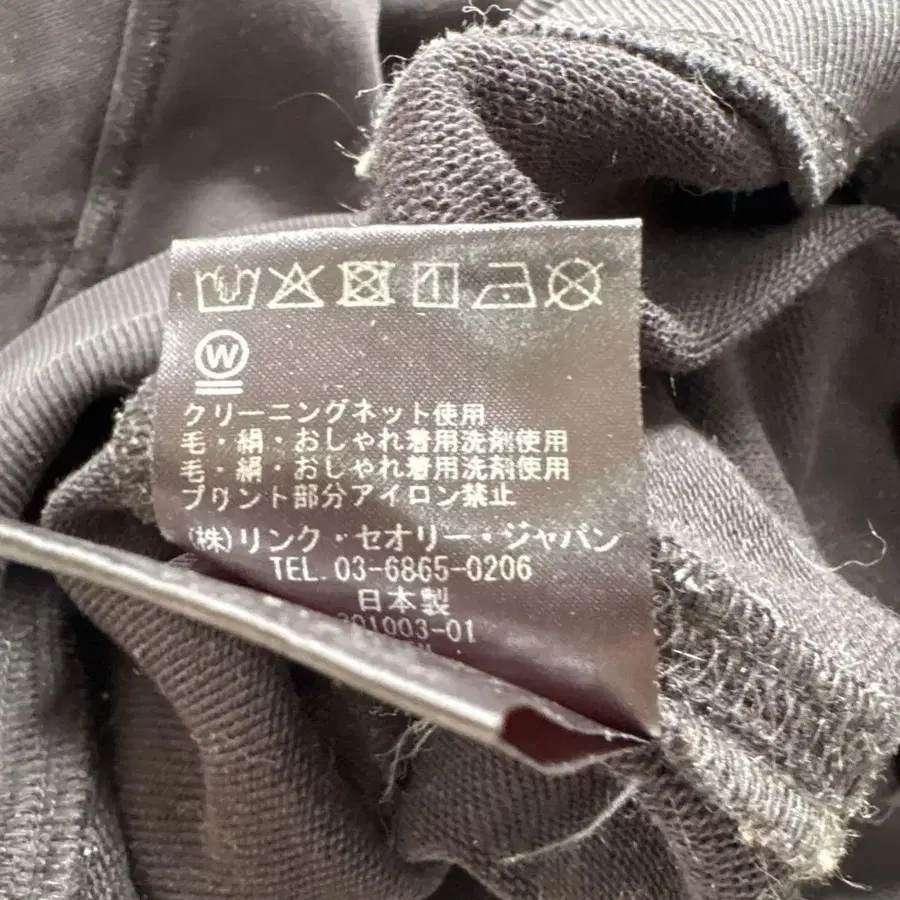 W
クリーニングネット使用
毛・絹・おしゃれ着用洗剤使用
毛・絹・おしゃれ着用洗剤使用
プリント部分アイロン禁止
(株)リンク・セオリー・ジャパン
TEL. 03-6865-0206
日本製
201003-01